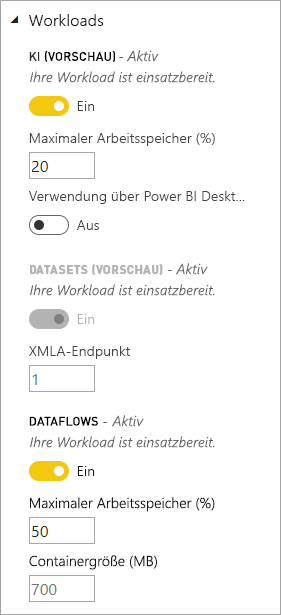 Workloads
KI (VORSCHAU) - Aktiv
Ihre Workload ist einsatzbereit.
Ein
Maximaler Arbeitsspeicher (%)
20
Verwendung über Power BI Deskt...
Aus
DATASETS (VORSCHAU) - Aktiv
Ihre Workload ist einsatzbereit.
Ein
XMLA-Endpunkt
1
DATAFLOWS - Aktiv
Ihre Workload ist einsatzbereit.
Ein
Maximaler Arbeitsspeicher (%)
50
Containergröße (MB)
700